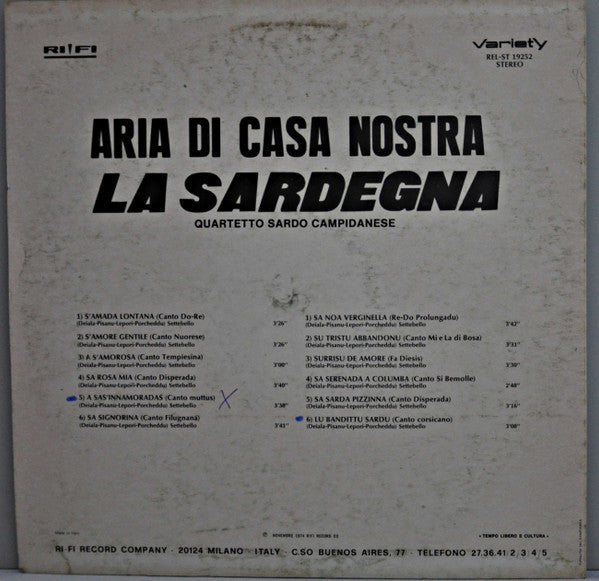 RI FI
Variety
REL-ST 19252
STEREO
ARIA DI CASA NOSTRA
LA SARDEGNA
QUARTETTO SARDO CAMPIDANESE
1) S'AMADA LONTANA (Canto Do-Re)
(Deiala-Pisanu-Lepori-Porcheddu) Settebello 3'26"
2) S'AMORE GENTILE (Canto Nuorese)
(Deiala-Pisanu-Lepori-Porcheddu) Settebello 3'26"
3) A S'AMOROSA (Canto Tempiesina)
(Deiala-Pisanu-Lepori-Porcheddu) Settebello 3'00"
4) SA ROSA MIA (Canto Disperada)
(Deiala-Pisanu-Lepori-Porcheddu) Settebello 3'40"
5) A SAS'INNAMORADAS (Canto muttus)
(Deiala-Pisanu-Lepori-Porcheddu) Settebello 3'38"
6) SA SIGNORINA (Canto Filugnanä)
(Deiala-Pisanu-Lepori-Porcheddu) Settebello 3'41"
1) SA NOA VERGINELLA (Re-Do Prolungadu)
(Deiala-Pisanu-Lepori-Porcheddu) Settebello 3'42"
2) SU TRISTU ABBANDONU (Canto Mi e La di Bosa)
(Deiala-Pisanu-Lepori-Porcheddu) Settebello 3'31"
3) SURRISU DE AMORE (Fa Diesis)
(Deiala-Pisanu-Lepori-Porcheddu) Settebello 3'30"
4) SA SERENADA A COLUMBA (Canto Si Bemolle)
(Deiala-Pisanu-Lepori-Porcheddu) Settebello 2'48"
5) SA SARDA PIZZINNA (Canto Disperada)
(Deiala-Pisanu-Lepori-Porcheddu) Settebello 3'16"
6) LU BANDITTU SARDU (Canto corsicano)
(Deiala-Pisanu-Lepori-Porcheddu) Settebello 3'08"
Made in Italy
Ⓟ NOVEMBRE 1974 RIFI RECORD CO
« TEMPO LIBERO E CULTURA »
RI-FI RECORD COMPANY - 20124 MILANO - ITALY - C.SO BUENOS AIRES, 77 - TELEFONO 27.36.41 2 3 4 5